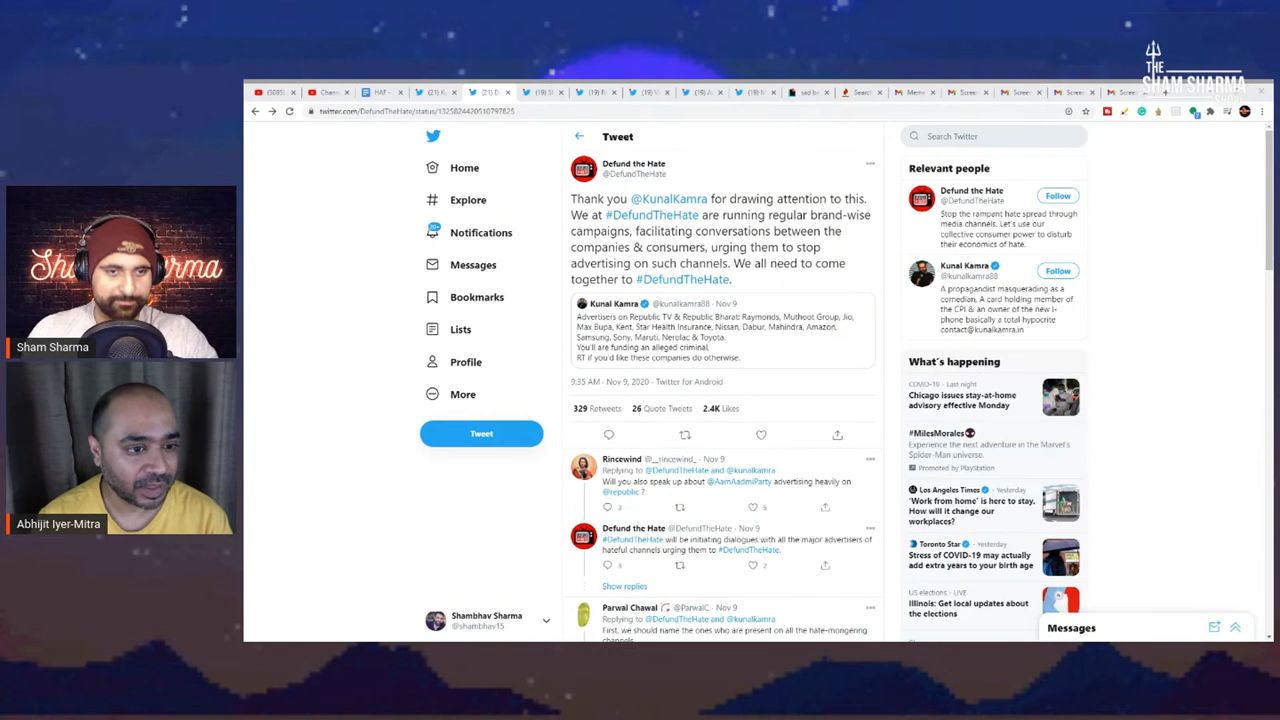 THE
SHAM SHARMA
Sham Sharma
Abhijit Iyer-Mitra
twitter.com/DefundTheHate/status/1325824420510797825
Home
Explore
20+
Notifications
Messages
Bookmarks
Lists
Profile
More
Tweet
Shambhav Sharma
@shambhav15
Tweet
Defund the Hate
@DefundTheHate
Thank you @KunalKamra for drawing attention to this.
We at #DefundTheHate are running regular brand-wise
campaigns, facilitating conversations between the
companies & consumers, urging them to stop
advertising on such channels. We all need to come
together to #DefundTheHate.
Kunal Kamra @kunalkamra88 · Nov 9
Advertisers on Republic TV & Republic Bharat: Raymonds, Muthoot Group, Jio,
Max Bupa, Kent, Star Health Insurance, Nissan, Dabur, Mahindra, Amazon,
Samsung, Sony, Maruti, Nerolac & Toyota.
You'll are funding an alleged criminal.
RT if you'd like these companies do otherwise.
9:35 AM · Nov 9, 2020 · Twitter for Android
329 Retweets 26 Quote Tweets 2.4K Likes
Rincewind @__rincewind_ · Nov 9
Replying to @DefundTheHate and @kunalkamra
Will you also speak up about @AamAadmiParty advertising heavily on
@republic ?
3 5
Defund the Hate @DefundTheHate · Nov 9
#DefundTheHate will be initiating dialogues with all the major advertisers of
hateful channels urging them to #DefundTheHate.
8 2
Show replies
Parwal Chawal @ParwalC · Nov 9
Replying to @DefundTheHate and @kunalkamra
First, we should name the ones who are present on all the hate-mongering
channels
Search Twitter
Relevant people
Defund the Hate
@DefundTheHate
Follow
Stop the rampant hate spread through
media channels. Let's use our
collective consumer power to disturb
their economics of hate.
Kunal Kamra
@kunalkamra88
Follow
A propagandist masquerading as a
comedian, A card holding member of
the CPI & an owner of the new I-
phone basically a total hypocrite
contact@kunalkamra.in
What's happening
COVID-19 · Last night
Chicago issues stay-at-home
advisory effective Monday
#MilesMorales
Experience the next adventure in the Marvel's
Spider-Man universe.
Promoted by PlayStation
Los Angeles Times · Yesterday
'Work from home' is here to stay.
How will it change our
workplaces?
Toronto Star · Yesterday
Stress of COVID-19 may actually
add extra years to your birth age
US elections · LIVE
Illinois: Get local updates about
the elections
Messages